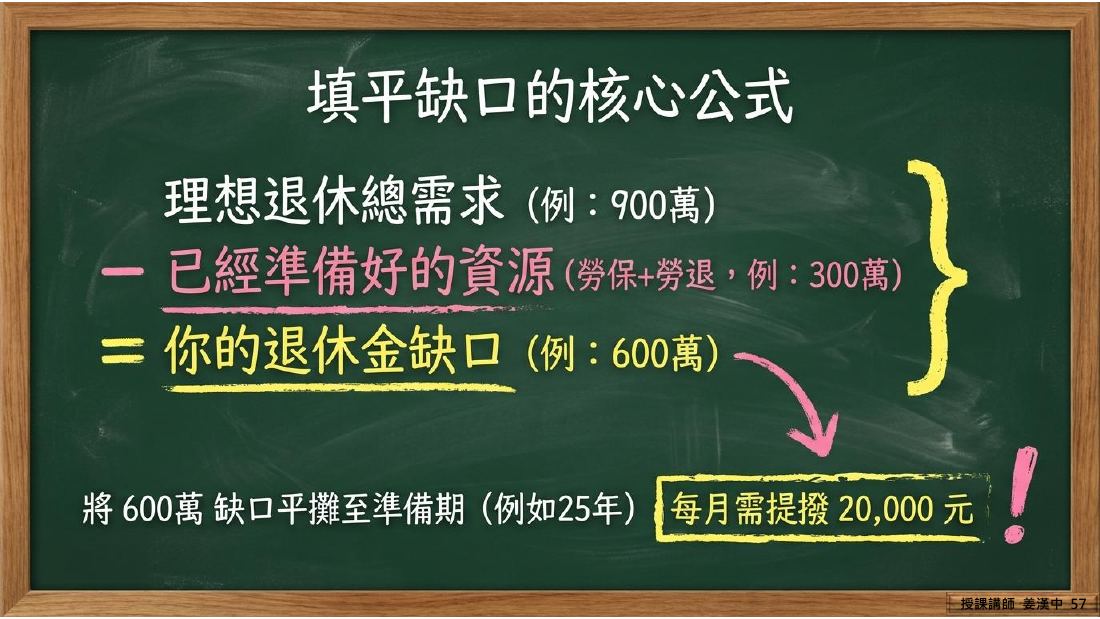 填平缺口的核心公式
理想退休總需求（例：900萬）
－已經準備好的資源（勞保+勞退，例：300萬）
＝你的退休金缺口（例：600萬）
將 600萬 缺口平攤至準備期（例如25年） 每月需提撥 20,000 元 ！
授課講師 姜漢中 57